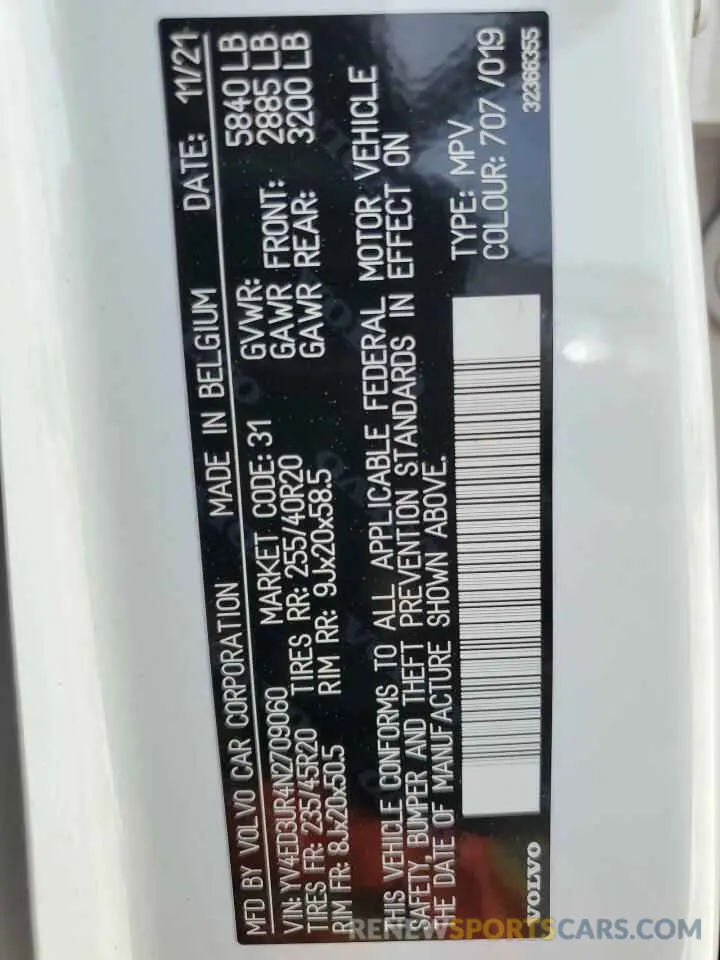 MFD BY VOLVO CAR CORPORATION MADE IN BELGIUM DATE: 11/21
VIN: YV4ED3UR4N2709060 MARKET CODE: 31 GVWR: 5840 LB
TIRES FR: 235/45R20 TIRES RR: 255/40R20 GAWR FRONT: 2885 LB
RIM FR: 8Jx20x50.5 RIM RR: 9Jx20x58.5 GAWR REAR: 3200 LB
THIS VEHICLE CONFORMS TO ALL APPLICABLE FEDERAL MOTOR VEHICLE
SAFETY, BUMPER AND THEFT PREVENTION STANDARDS IN EFFECT ON
THE DATE OF MANUFACTURE SHOWN ABOVE.
TYPE: MPV
COLOUR: 707 /019
VOLVO
32366355
RENEWSPORTSCARS.COM